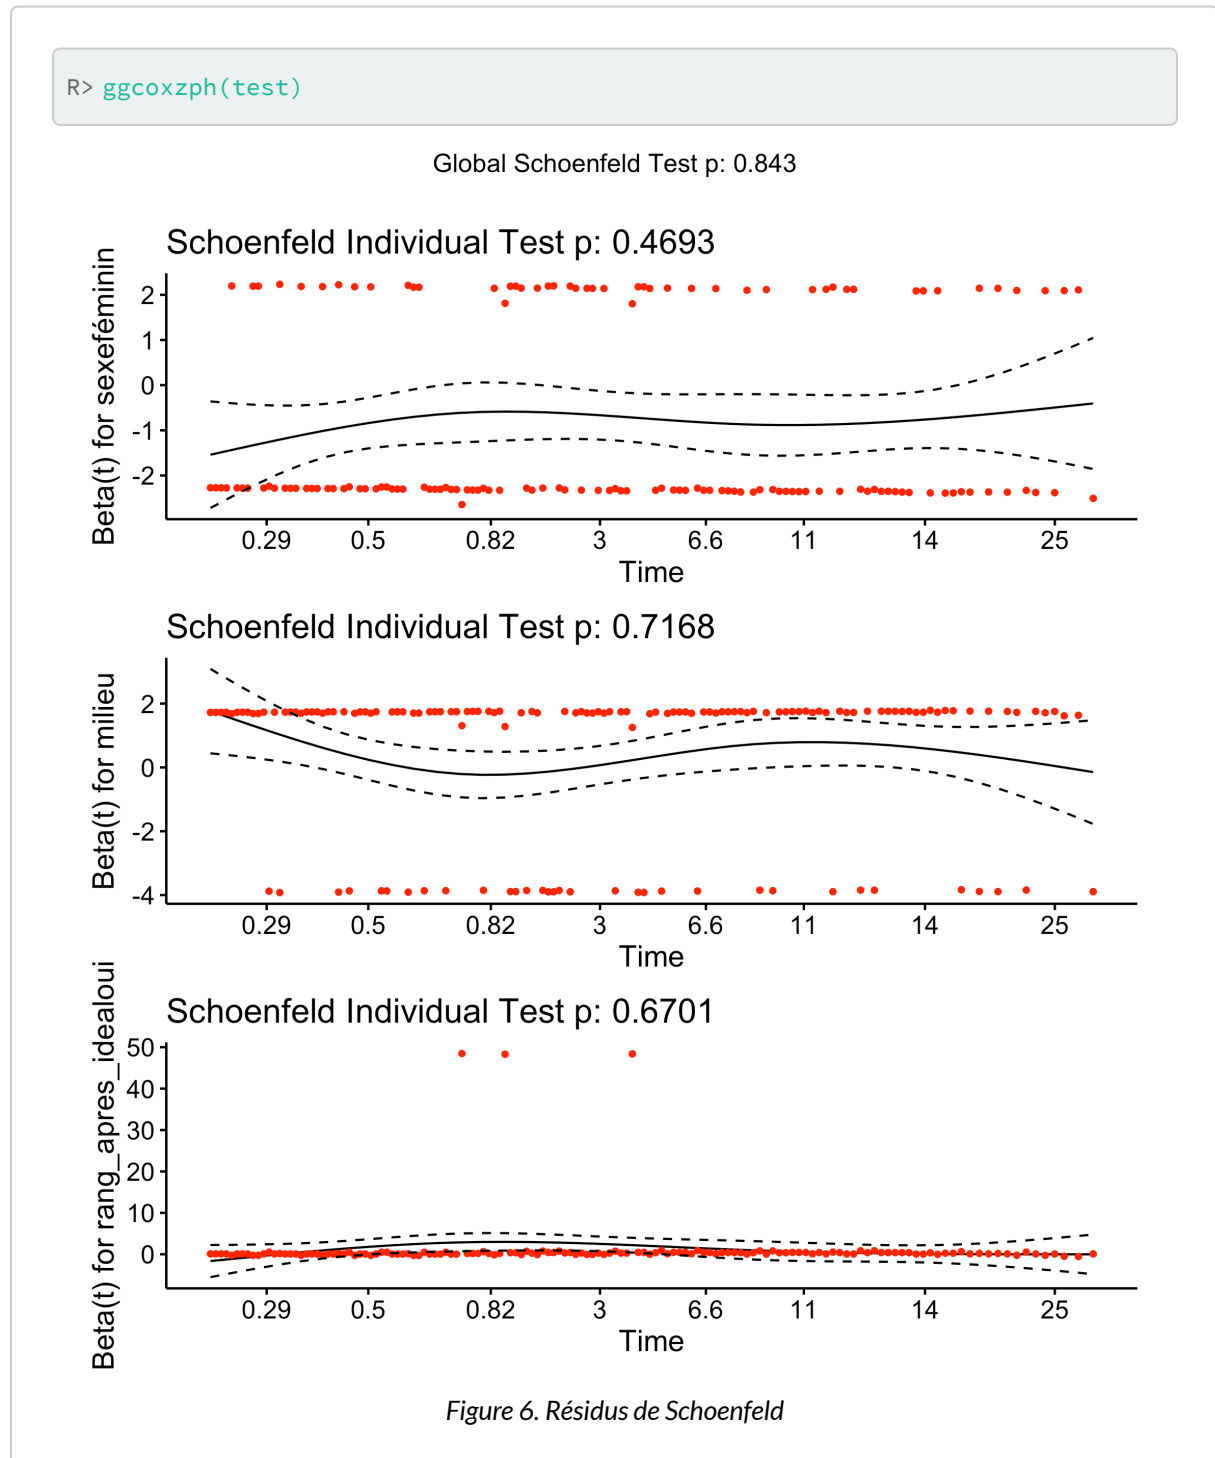 R> ggcoxzph(test)
Global Schoenfeld Test p: 0.843
Schoenfeld Individual Test p: 0.4693
Beta(t) for sexeféminin
2
1
0
-1
-2
0.29 0.5 0.82 3 6.6 11 14 25
Time
Schoenfeld Individual Test p: 0.7168
Beta(t) for milieu
2
0
-2
-4
0.29 0.5 0.82 3 6.6 11 14 25
Time
Schoenfeld Individual Test p: 0.6701
Beta(t) for rang_apres_idealoui
50
40
30
20
10
0
0.29 0.5 0.82 3 6.6 11 14 25
Time
Figure 6. Résidus de Schoenfeld